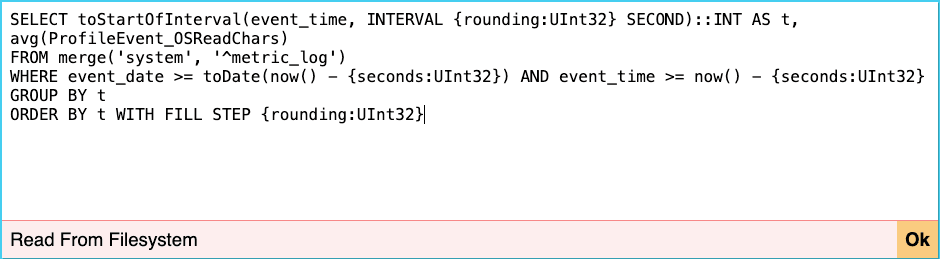 SELECT toStartOfInterval(event_time, INTERVAL {rounding:UInt32} SECOND)::INT AS t,
avg(ProfileEvent_OSReadChars)
FROM merge('system', '^metric_log')
WHERE event_date >= toDate(now() - {seconds:UInt32}) AND event_time >= now() - {seconds:UInt32}
GROUP BY t
ORDER BY t WITH FILL STEP {rounding:UInt32}
Read From Filesystem
Ok